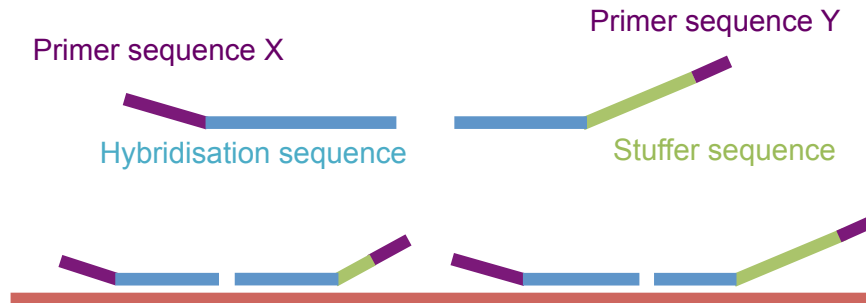 Primer sequence Y
Primer sequence X
Hybridisation sequence
Stuffer sequence